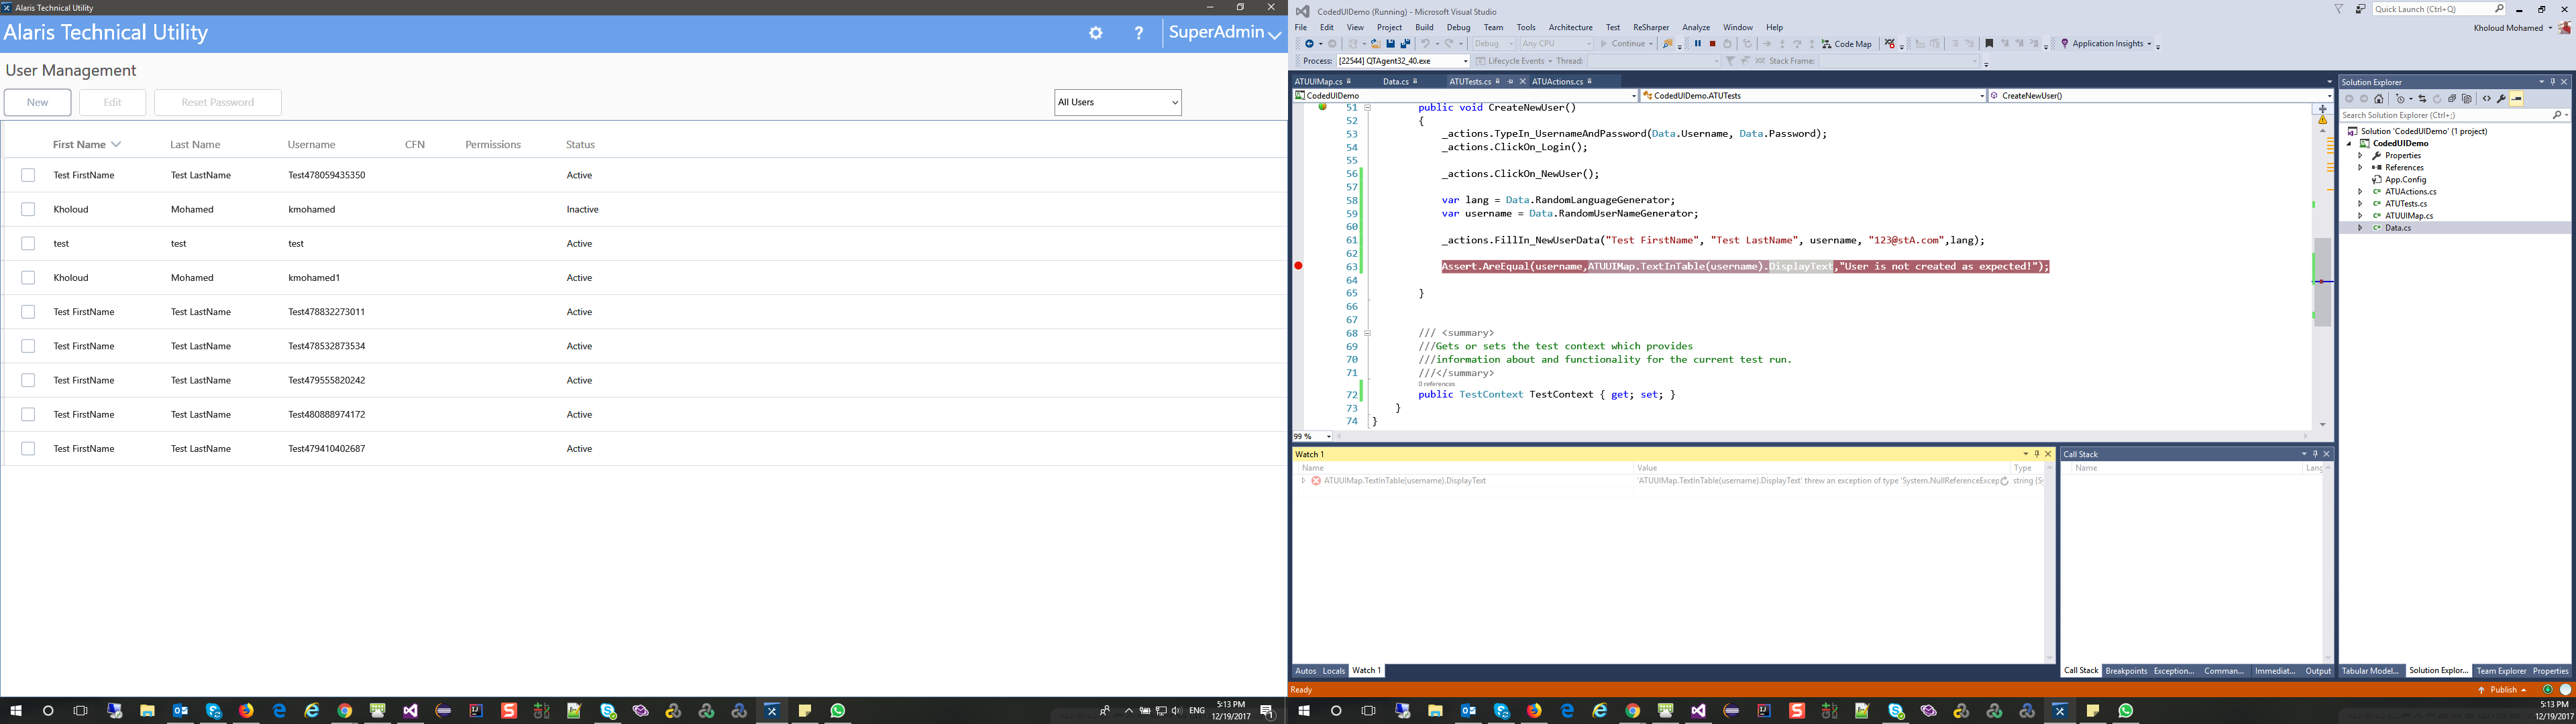 Alaris Technical Utility
Alaris Technical Utility
? SuperAdmin
User Management
New Edit Reset Password All Users
First Name Last Name Username CFN Permissions Status
Test FirstName Test LastName Test478059435350 Active
Kholoud Mohamed kmohamed Inactive
test test test Active
Kholoud Mohamed kmohamed1 Active
Test FirstName Test LastName Test478832273011 Active
Test FirstName Test LastName Test478532873534 Active
Test FirstName Test LastName Test479555820242 Active
Test FirstName Test LastName Test480888974172 Active
Test FirstName Test LastName Test479410402687 Active
ENG 5:13 PM
12/19/2017
CodedUIDemo (Running) - Microsoft Visual Studio
Quick Launch (Ctrl+Q)
File Edit View Project Build Debug Team Tools Architecture Test ReSharper Analyze Window Help
Kholoud Mohamed
Debug Any CPU Continue Code Map Application Insights
Process: [22544] QTAgent32_40.exe Lifecycle Events Thread: Stack Frame:
ATUUIMap.cs Data.cs ATUTests.cs ATUActions.cs
CodedUIDemo CodedUIDemo.ATUTests CreateNewUser()
51 public void CreateNewUser()
52 {
53 _actions.TypeIn_UsernameAndPassword(Data.Username, Data.Password);
54 _actions.ClickOn_Login();
55
56 _actions.ClickOn_NewUser();
57
58 var lang = Data.RandomLanguageGenerator;
59 var username = Data.RandomUserNameGenerator;
60
61 _actions.FillIn_NewUserData("Test FirstName", "Test LastName", username, "123@stA.com",lang);
62
63 Assert.AreEqual(username,ATUUIMap.TextInTable(username).DisplayText,"User is not created as expected!");
64
65 }
66
67
68 /// <summary>
69 ///Gets or sets the test context which provides
70 ///information about and functionality for the current test run.
71 ///</summary>
0 references
72 public TestContext TestContext { get; set; }
73 }
74 }
99 %
Watch 1
Name Value Type
ATUUIMap.TextInTable(username).DisplayText 'ATUUIMap.TextInTable(username).DisplayText' threw an exception of type 'System.NullReferenceExcep string (S
Autos Locals Watch 1
Call Stack
Name Lang
Call Stack Breakpoints Exception... Comman... Immediat... Output
Solution Explorer
Search Solution Explorer (Ctrl+;)
Solution 'CodedUIDemo' (1 project)
CodedUIDemo
Properties
References
App.Config
ATUActions.cs
ATUTests.cs
ATUUIMap.cs
Data.cs
Tabular Model... Solution Explor... Team Explorer Properties
Ready Publish
5:13 PM
12/19/2017